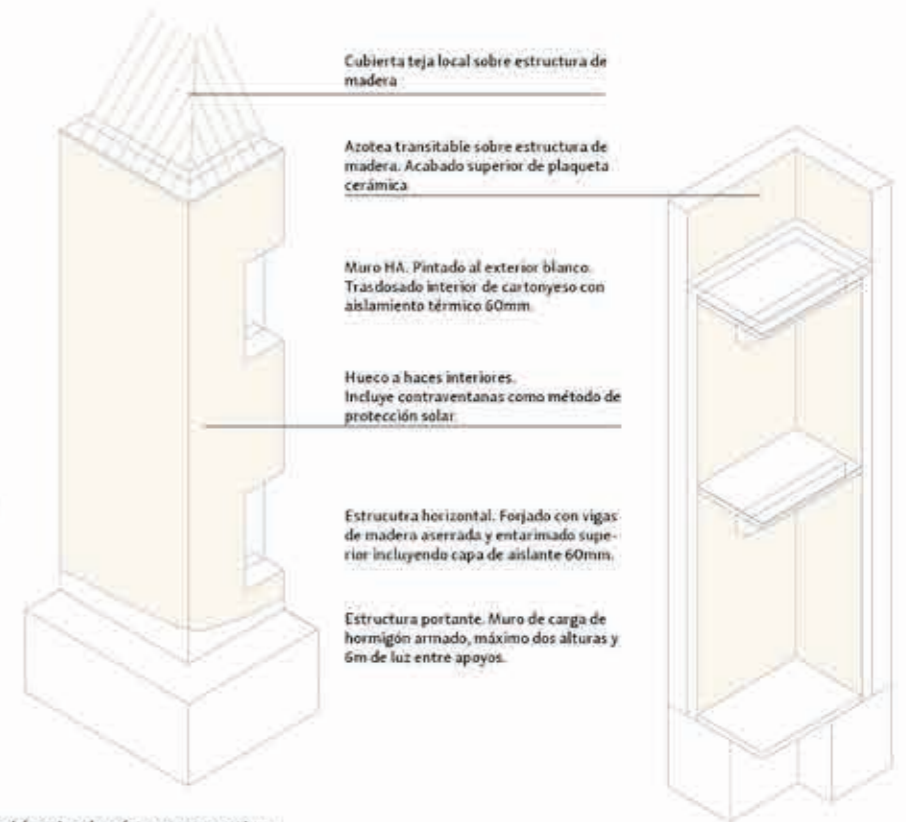 Cubierta teja local sobre estructura de
madera
Azotea transitable sobre estructura de
madera. Acabado superior de plaqueta
cerámica
Muro HA. Pintado al exterior blanco.
Trasdosado interior de cartonyeso con
aislamiento térmico 60mm.
Hueco a haces interiores.
Incluye contraventanas como método de
protección solar
Estrucutra horizontal. Forjado con vigas
de madera aserrada y entarimado supe-
rior incluyendo capa de aislante 60mm.
Estructura portante. Muro de carga de
hormigón armado, máximo dos alturas y
6m de luz entre apoyos.